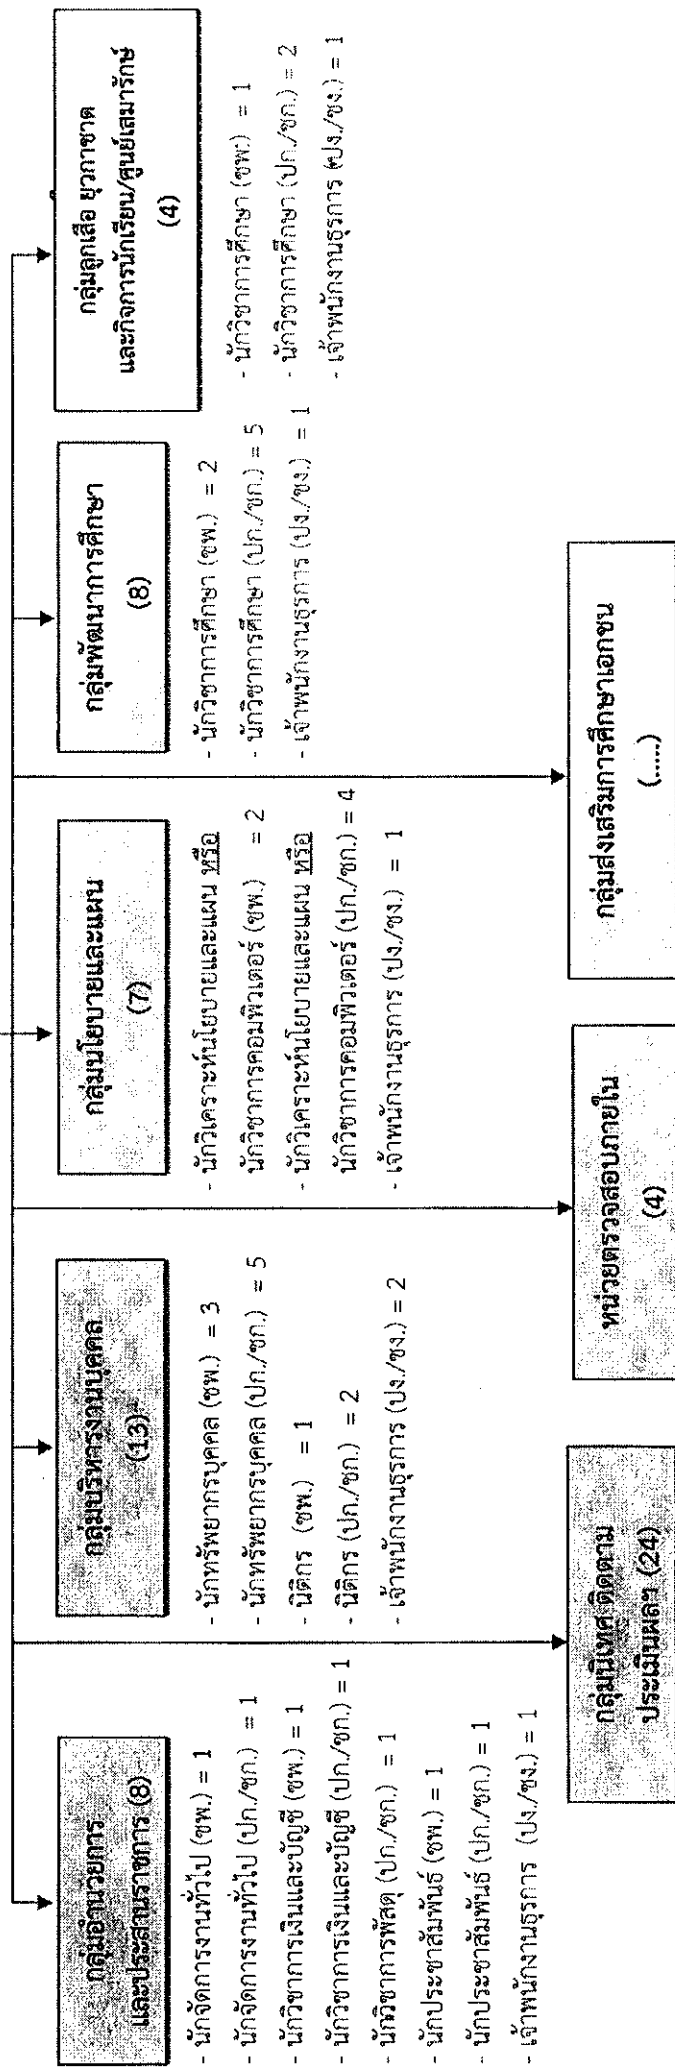 กลุ่มอำนวยการ
และประสานราชการ (8)
- นักจัดการงานทั่วไป (ชพ.) = 1
- นักจัดการงานทั่วไป (ปก./ชก.) = 1
- นักวิชาการเงินและบัญชี (ชพ.) = 1
- นักวิชาการเงินและบัญชี (ปก./ชก.) = 1
- นักวิชาการพัสดุ (ปก./ชก.) = 1
- นักประชาสัมพันธ์ (ชพ.) = 1
- นักประชาสัมพันธ์ (ปก./ชก.) = 1
- เจ้าพนักงานธุรการ (ปง./ชง.) = 1
กลุ่มบริหารงานบุคคล
(13)
- นักทรัพยากรบุคคล (ชพ.) = 3
- นักทรัพยากรบุคคล (ปก./ชก.) = 5
- นิติกร (ชพ.) = 1
- นิติกร (ปก./ชก.) = 2
- เจ้าพนักงานธุรการ (ปง./ชง.) = 2
กลุ่มนโยบายและแผน
(7)
- นักวิเคราะห์นโยบายและแผน หรือ
นักวิชาการคอมพิวเตอร์ (ชพ.) = 2
- นักวิเคราะห์นโยบายและแผน หรือ
นักวิชาการคอมพิวเตอร์ (ปก./ชก.) = 4
- เจ้าพนักงานธุรการ (ปง./ชง.) = 1
กลุ่มพัฒนาการศึกษา
(8)
- นักวิชาการศึกษา (ชพ.) = 2
- นักวิชาการศึกษา (ปก./ชก.) = 5
- เจ้าพนักงานธุรการ (ปง./ชง.) = 1
กลุ่มลูกเสือ ยุวกาชาด
และกิจการนักเรียน/ศูนย์เสมารักษ์
(4)
- นักวิชาการศึกษา (ชพ.) = 1
- นักวิชาการศึกษา (ปก./ชก.) = 2
- เจ้าพนักงานธุรการ (ปง./ชง.) = 1
กลุ่มนิเทศ ติดตาม
ประเมินผลฯ (24)
หน่วยตรวจสอบภายใน
(4)
กลุ่มส่งเสริมการศึกษาเอกชน
(.....)